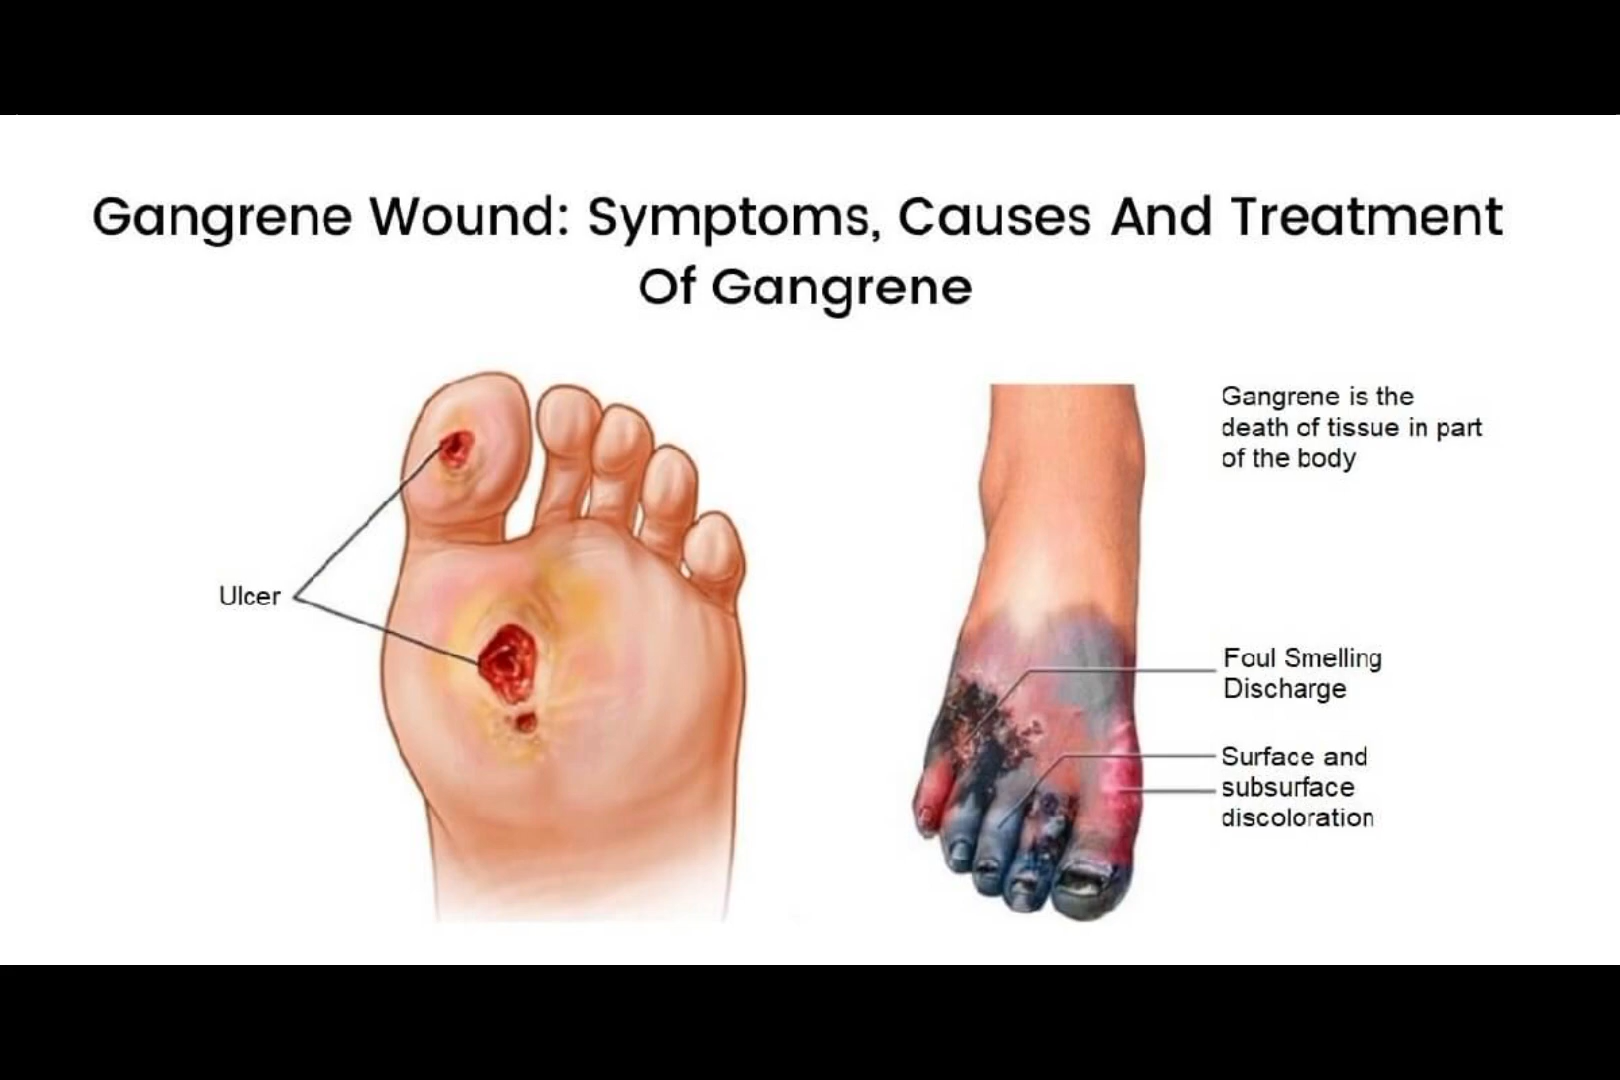 Gangrene Wound: Symptoms, Causes And Treatment
Of Gangrene
Gangrene is the
death of tissue in part
of the body
Ulcer
Foul Smelling
Discharge
Surface and
subsurface
discoloration